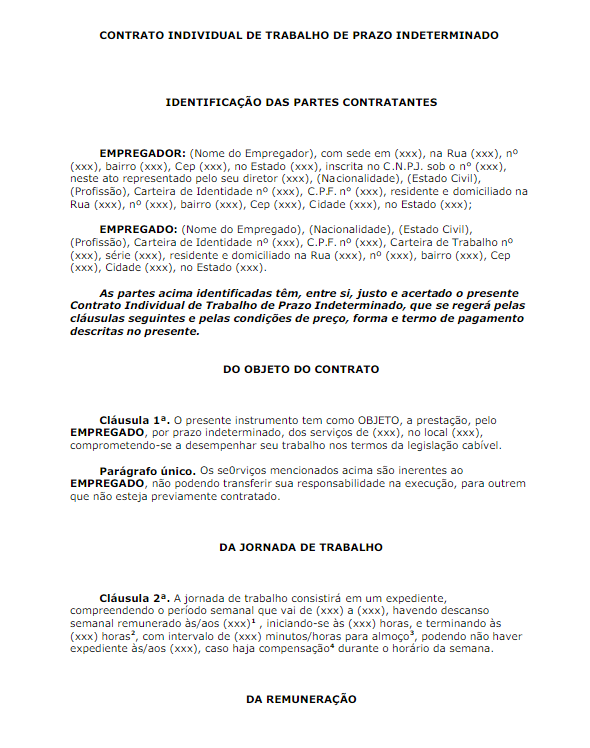 CONTRATO INDIVIDUAL DE TRABALHO DE PRAZO INDETERMINADO
IDENTIFICAÇÃO DAS PARTES CONTRATANTES
EMPREGADOR: (Nome do Empregador), com sede em (xxx), na Rua (xxx), nº
(xxx), bairro (xxx), Cep (xxx), no Estado (xxx), inscrita no C.N.P.J. sob o n° (xxx),
neste ato representado pelo seu diretor (xxx), (Nacionalidade), (Estado Civil),
(Profissão), Carteira de Identidade nº (xxx), C.P.F. n° (xxx), residente e domiciliado na
Rua (xxx), nº (xxx), bairro (xxx), Cep (xxx), Cidade (xxx), no Estado (xxx);
EMPREGADO: (Nome do Empregado), (Nacionalidade), (Estado Civil),
(Profissão), Carteira de Identidade nº (xxx), C.P.F. nº (xxx), Carteira de Trabalho nº
(xxx), série (xxx), residente e domiciliado na Rua (xxx), nº (xxx), bairro (xxx), Cep
(xxx), Cidade (xxx), no Estado (xxx).
As partes acima identificadas têm, entre si, justo e acertado o presente
Contrato Individual de Trabalho de Prazo Indeterminado, que se regerá pelas
cláusulas seguintes e pelas condições de preço, forma e termo de pagamento
descritas no presente.
DO OBJETO DO CONTRATO
Cláusula 1ª. O presente instrumento tem como OBJETO, a prestação, pelo
EMPREGADO, por prazo indeterminado, dos serviços de (xxx), no local (xxx),
comprometendo-se a desempenhar seu trabalho nos termos da legislação cabível.
Parágrafo único. Os se0rviços mencionados acima são inerentes ao
EMPREGADO, não podendo transferir sua responsabilidade na execução, para outrem
que não esteja previamente contratado.
DA JORNADA DE TRABALHO
Cláusula 2ª. A jornada de trabalho consistirá em um expediente,
compreendendo o período semanal que vai de (xxx) a (xxx), havendo descanso
semanal remunerado às/aos (xxx)¹ , iniciando-se às (xxx) horas, e terminando às
(xxx) horas², com intervalo de (xxx) minutos/horas para almoço³, podendo não haver
expediente às/aos (xxx), caso haja compensação⁴ durante o horário da semana.
DA REMUNERAÇÃO